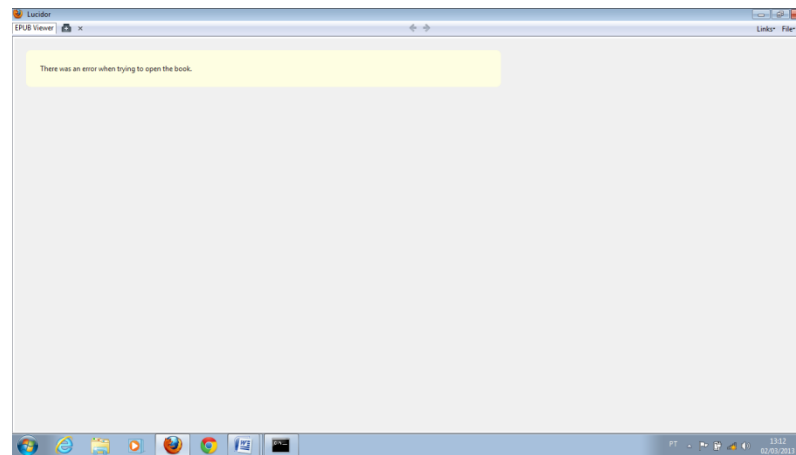 Lucidor
EPUB Viewer
Links
File
There was an error when trying to open the book.
PT
13:12
02/03/2013